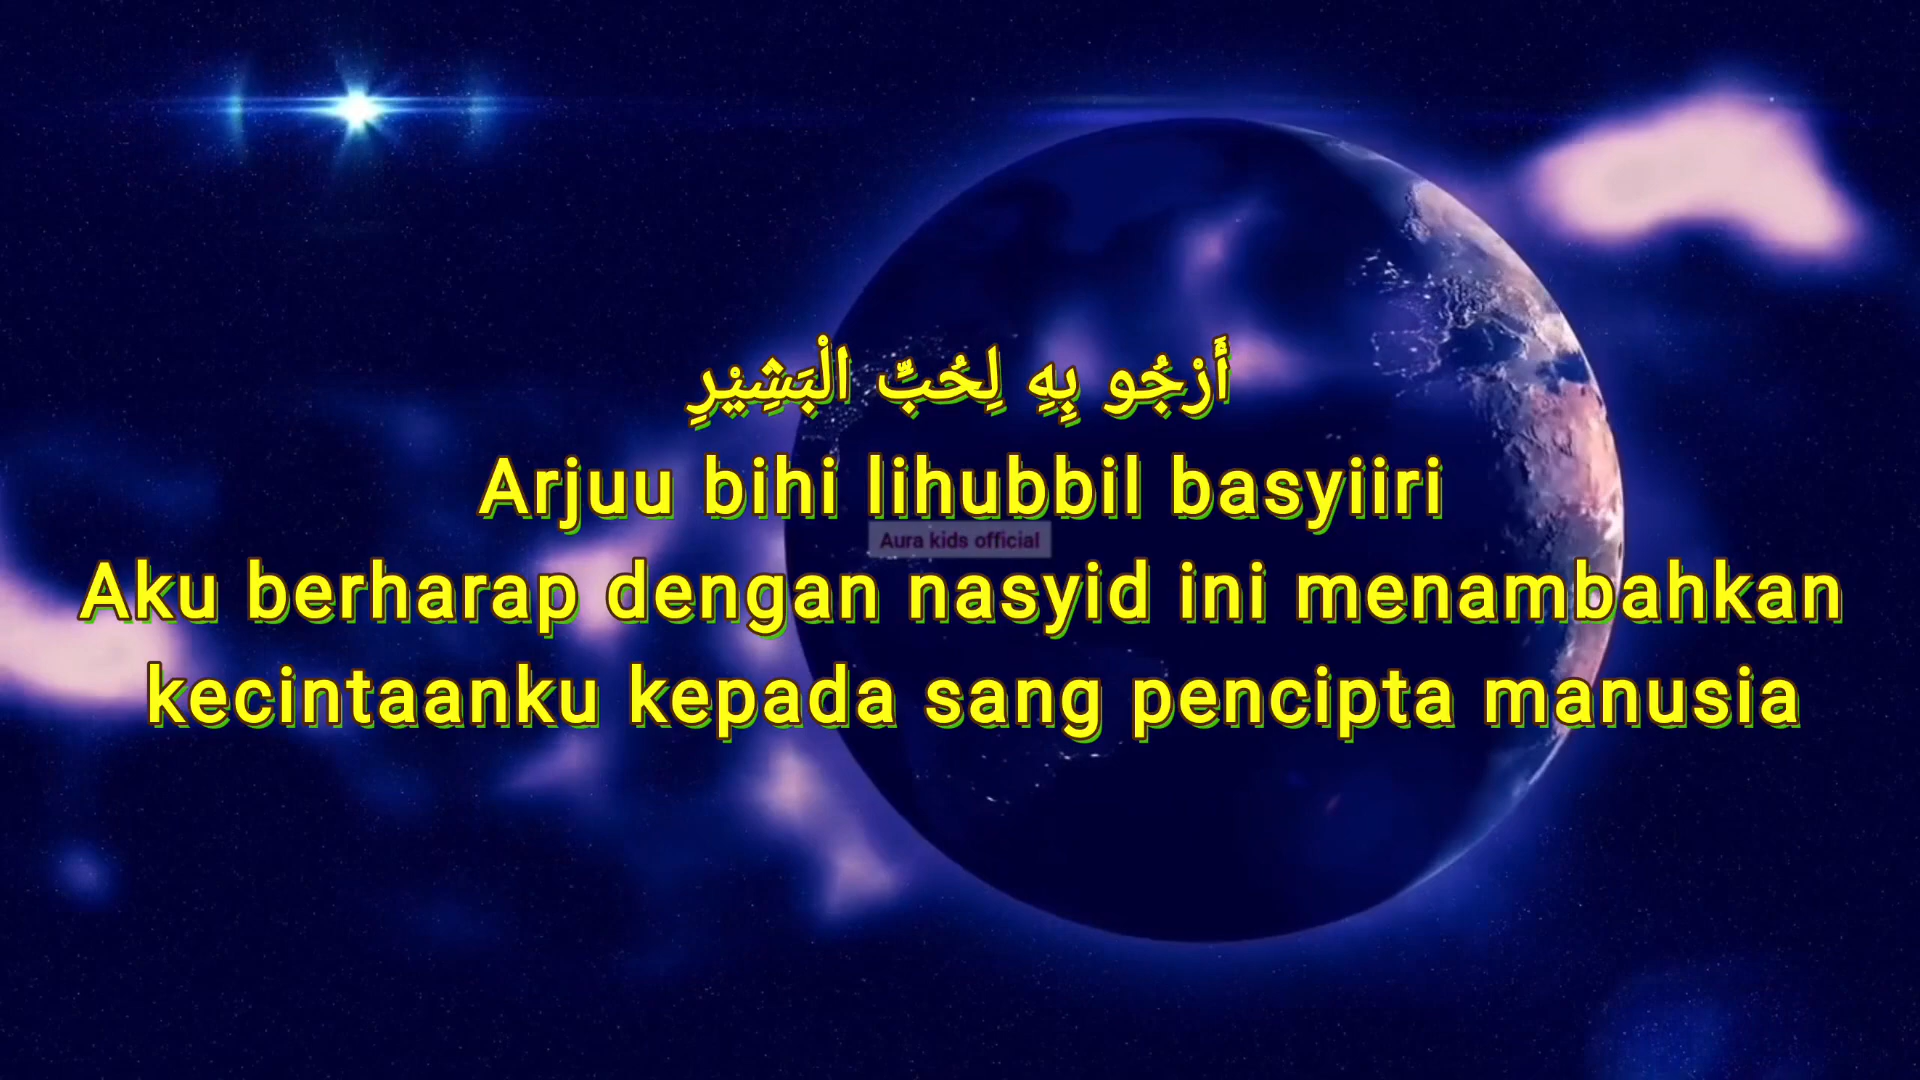 أَرْجُو بِهِ لِحُبِّ الْبَشِيْرِ
Arjuu bihi lihubbil basyiiri
Aura kids official
Aku berharap dengan nasyid ini menambahkan
kecintaanku kepada sang pencipta manusia